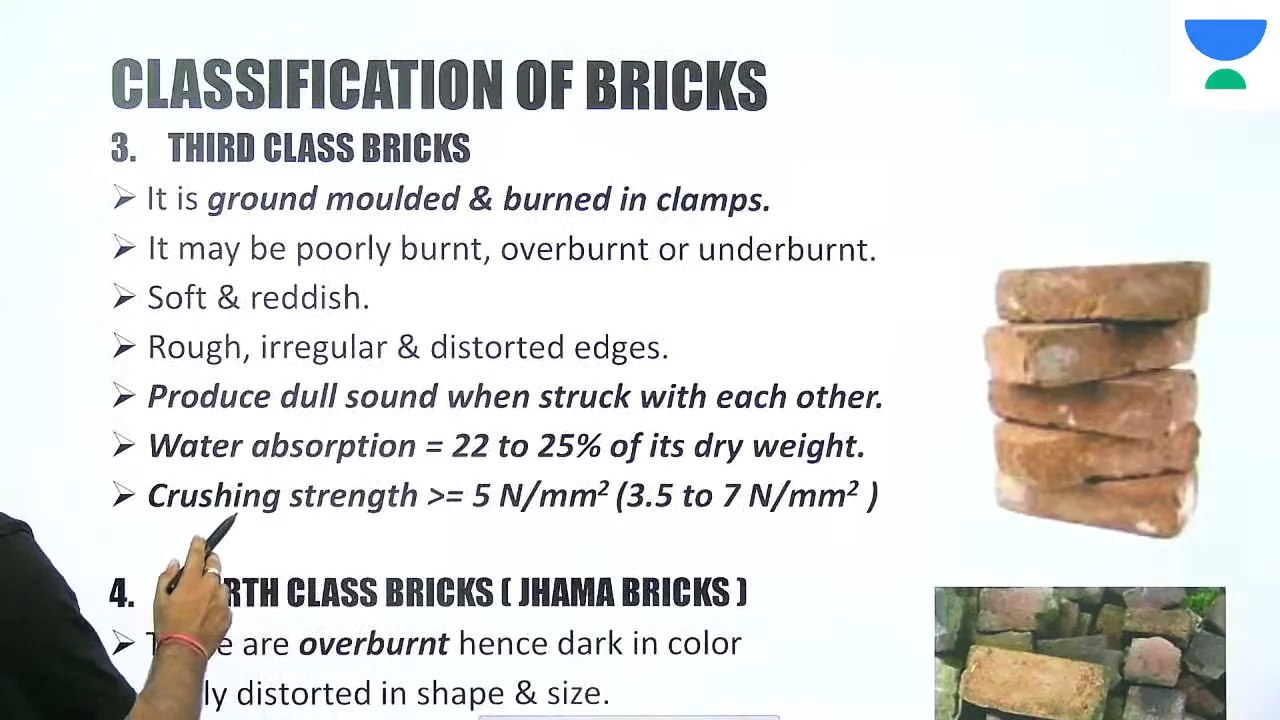 CLASSIFICATION OF BRICKS
3. THIRD CLASS BRICKS
➢ It is ground moulded & burned in clamps.
➢ It may be poorly burnt, overburnt or underburnt.
➢ Soft & reddish.
➢ Rough, irregular & distorted edges.
➢ Produce dull sound when struck with each other.
➢ Water absorption = 22 to 25% of its dry weight.
➢ Crushing strength >= 5 N/mm² (3.5 to 7 N/mm² )
4. CLASS BRICKS ( JHAMA BRICKS )
➢ are overburnt hence dark in color
distorted in shape & size.